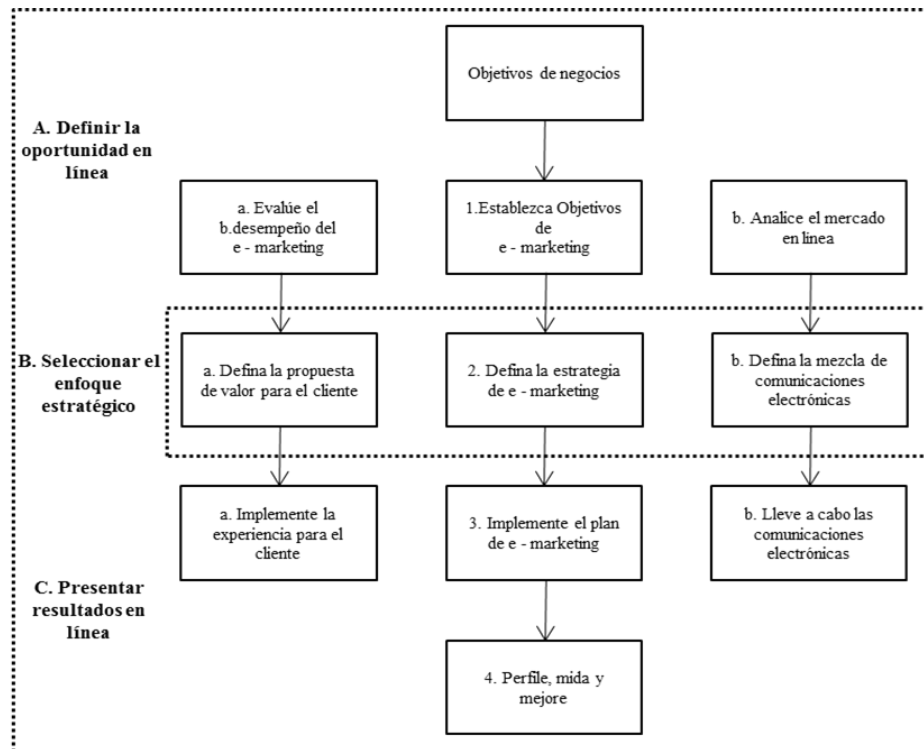 Objetivos de negocios
A. Definir la
oportunidad en
línea
a. Evalúe el
b.desempeño del
e - marketing
1.Establezca Objetivos
de
e - marketing
b. Analice el mercado
en linea
B. Seleccionar el
enfoque
estratégico
a. Defina la propuesta
de valor para el cliente
2. Defina la estrategia
de e - marketing
b. Defina la mezcla de
comunicaciones
electrónicas
a. Implemente la
experiencia para el
cliente
3. Implemente el plan
de e - marketing
b. Lleve a cabo las
comunicaciones
electrónicas
C. Presentar
resultados en
línea
4. Perfile, mida y
mejore